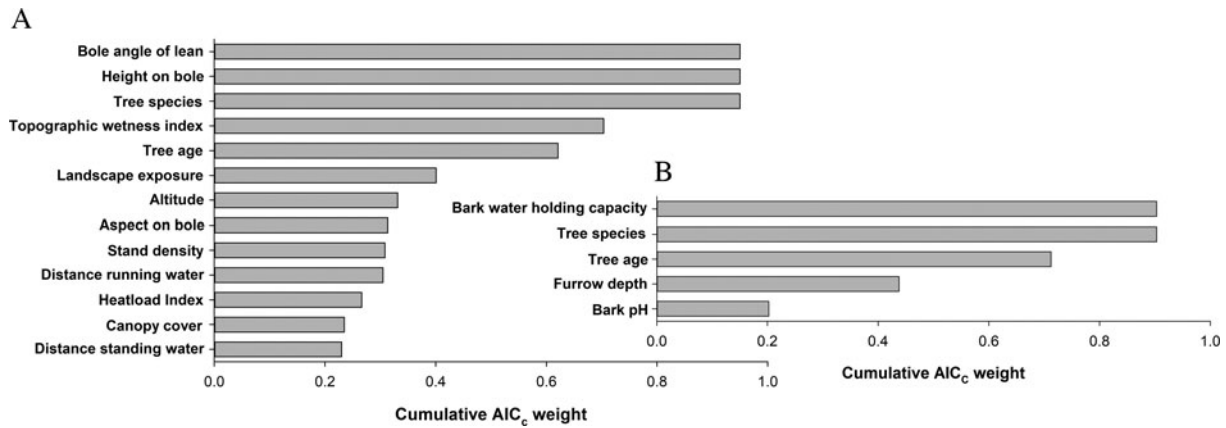 A
Bole angle of lean
Height on bole
Tree species
Topographic wetness index
Tree age
Landscape exposure
Altitude
Aspect on bole
Stand density
Distance running water
Heatload Index
Canopy cover
Distance standing water
0.0 0.2 0.4 0.6 0.8 1.0
Cumulative AICc weight
B
Bark water holding capacity
Tree species
Tree age
Furrow depth
Bark pH
0.0 0.2 0.4 0.6 0.8 1.0
Cumulative AICC weight